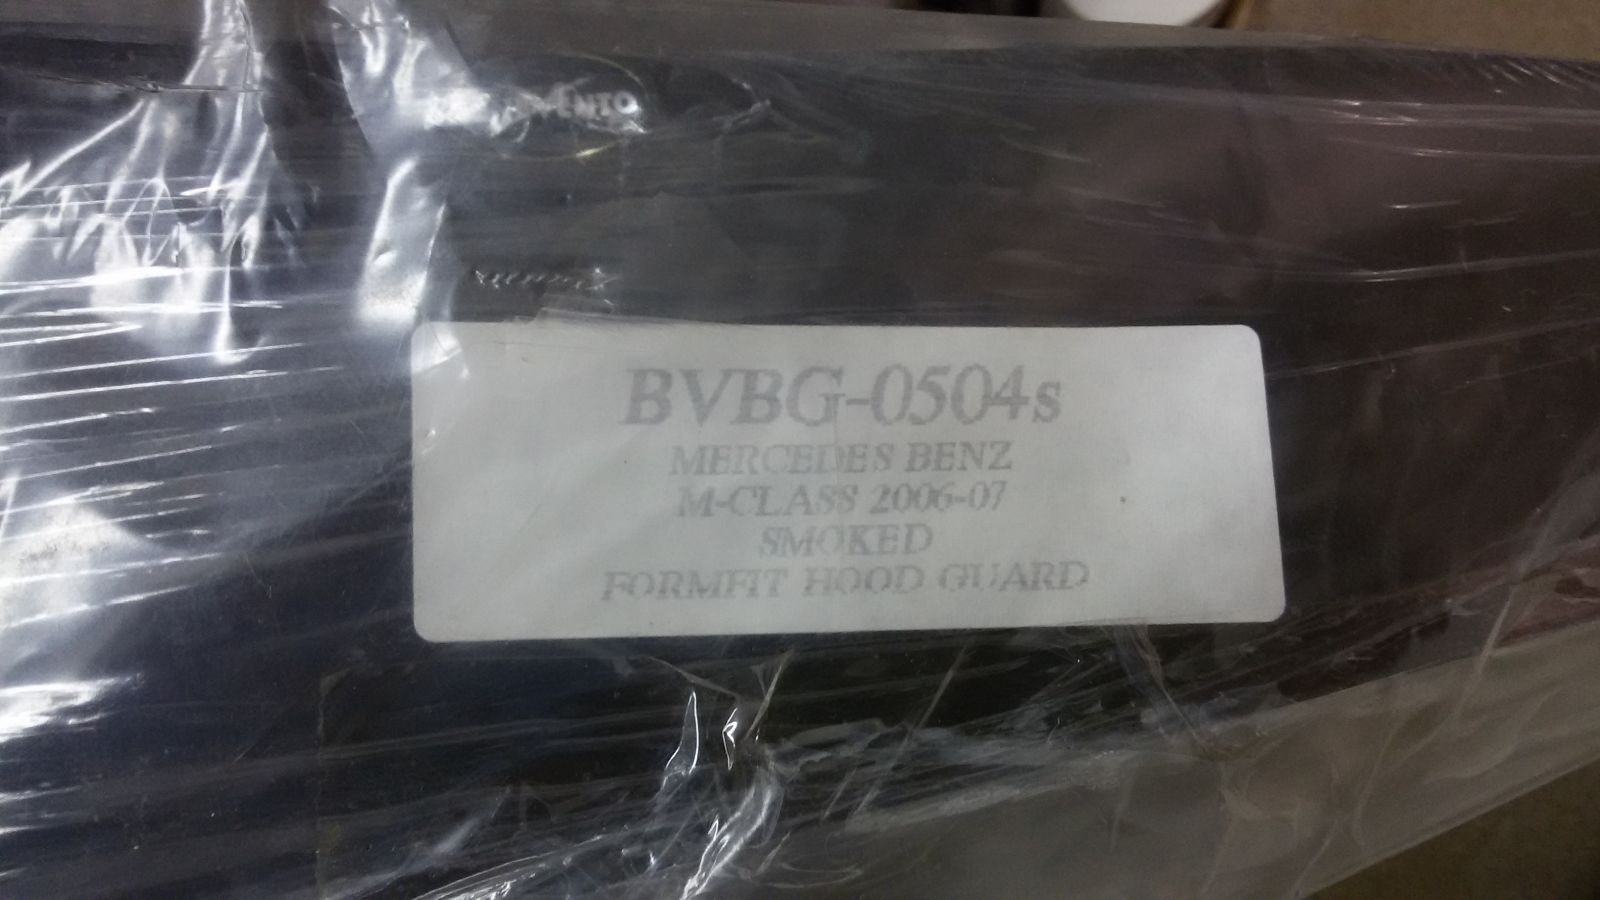 BVBG-0504s
MERCEDES BENZ
M-CLASS 2006-07
SMOKED
FORMFIT HOOD GUARD